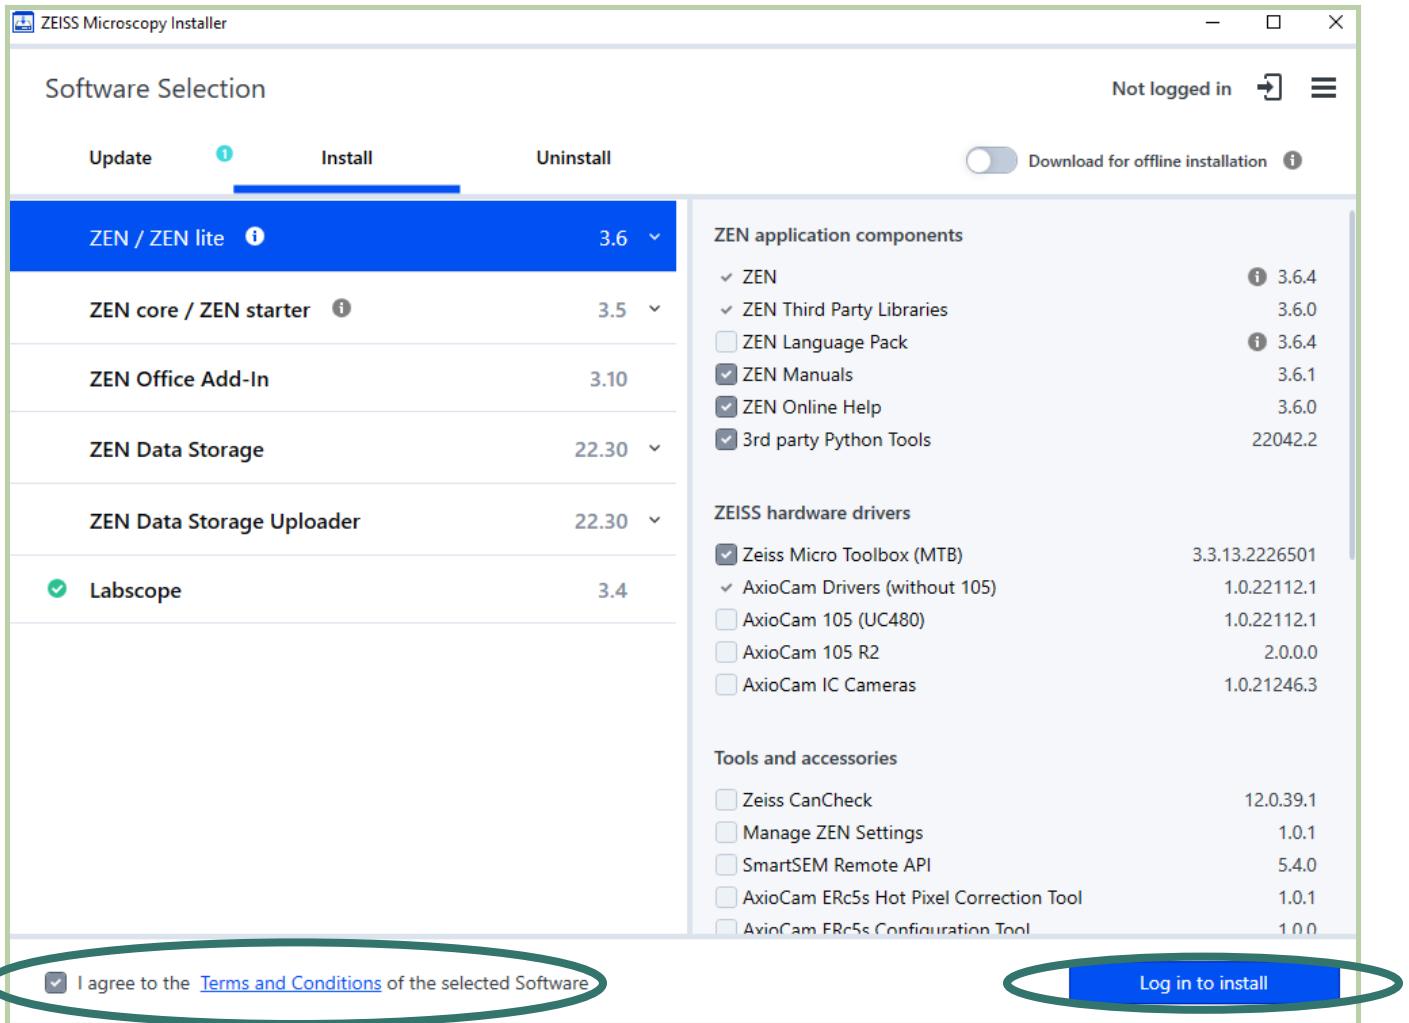 ZEISS Microscopy Installer
Software Selection
Not logged in
Update 1
Install
Uninstall
Download for offline installation
ZEN / ZEN lite 3.6
ZEN core / ZEN starter 3.5
ZEN Office Add-In 3.10
ZEN Data Storage 22.30
ZEN Data Storage Uploader 22.30
Labscope 3.4
ZEN application components
ZEN 3.6.4
ZEN Third Party Libraries 3.6.0
ZEN Language Pack 3.6.4
ZEN Manuals 3.6.1
ZEN Online Help 3.6.0
3rd party Python Tools 22042.2
ZEISS hardware drivers
Zeiss Micro Toolbox (MTB) 3.3.13.2226501
AxioCam Drivers (without 105) 1.0.22112.1
AxioCam 105 (UC480) 1.0.22112.1
AxioCam 105 R2 2.0.0.0
AxioCam IC Cameras 1.0.21246.3
Tools and accessories
Zeiss CanCheck 12.0.39.1
Manage ZEN Settings 1.0.1
SmartSEM Remote API 5.4.0
AxioCam ERc5s Hot Pixel Correction Tool 1.0.1
AxioCam ERc5s Configuration Tool 1.0.0
I agree to the Terms and Conditions of the selected Software
Log in to install